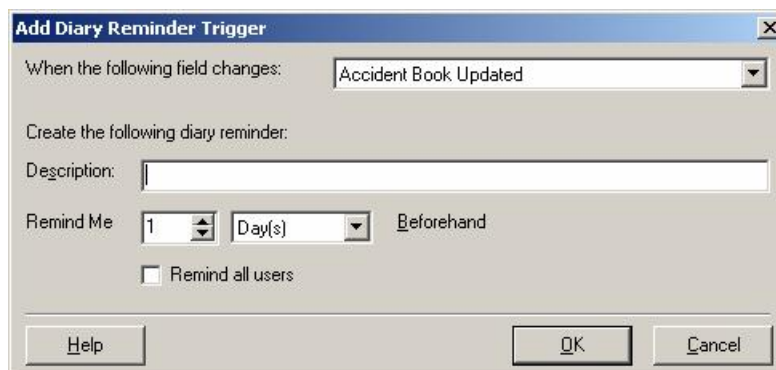 Add Diary Reminder Trigger
When the following field changes: Accident Book Updated
Create the following diary reminder:
Description:
Remind Me 1 Day(s) Beforehand
Remind all users
Help OK Cancel